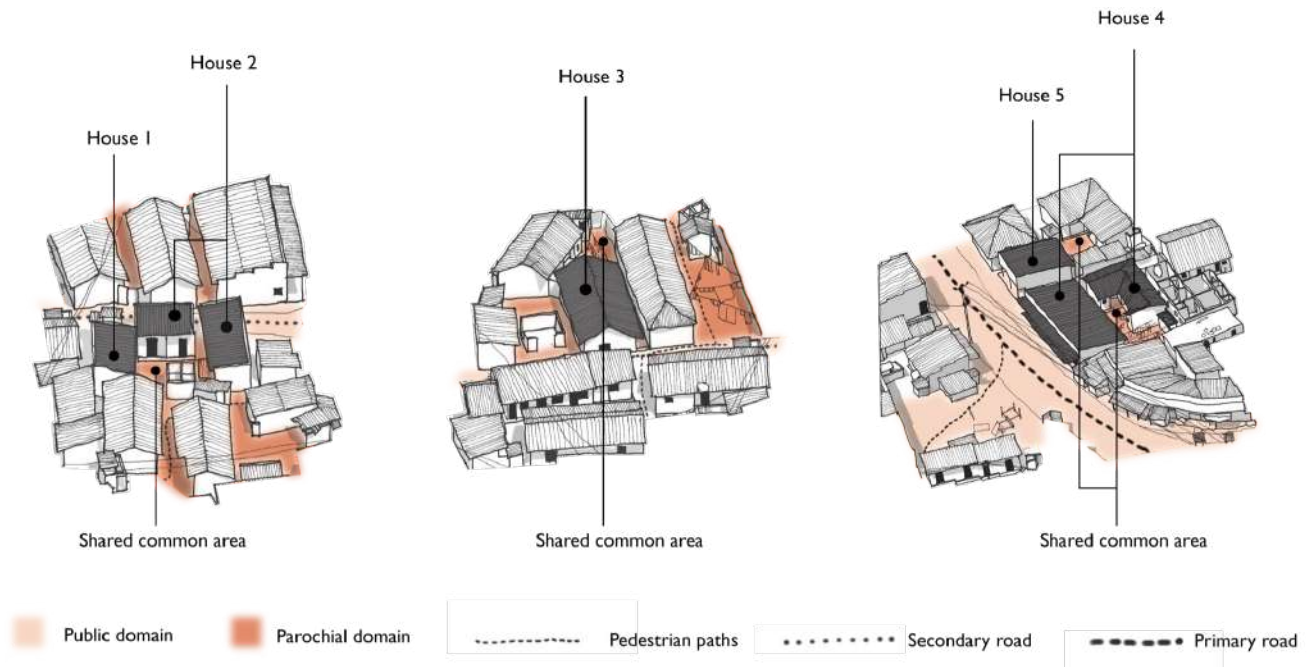 House 4
House 2
House 3
House 5
House 1
Shared common area
Shared common area
Shared common area
Public domain
Parochial domain
Pedestrian paths
Secondary road
Primary road